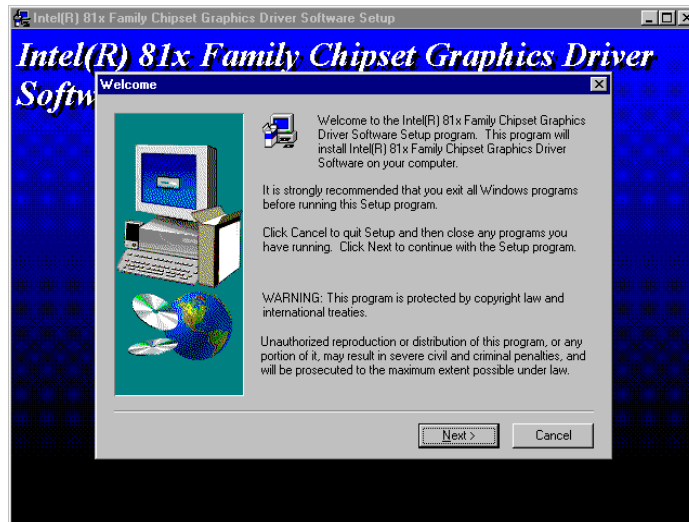 Intel(R) 81x Family Chipset Graphics Driver Software Setup
Intel(R) 81x Family Chipset Graphics Driver
Softw
Welcome
Welcome to the Intel(R) 81x Family Chipset Graphics
Driver Software Setup program. This program will
install Intel(R) 81x Family Chipset Graphics Driver
Software on your computer.
It is strongly recommended that you exit all Windows programs
before running this Setup program.
Click Cancel to quit Setup and then close any programs you
have running. Click Next to continue with the Setup program.
WARNING: This program is protected by copyright law and
international treaties.
Unauthorized reproduction or distribution of this program, or any
portion of it, may result in severe civil and criminal penalties, and
will be prosecuted to the maximum extent possible under law.
Next > Cancel